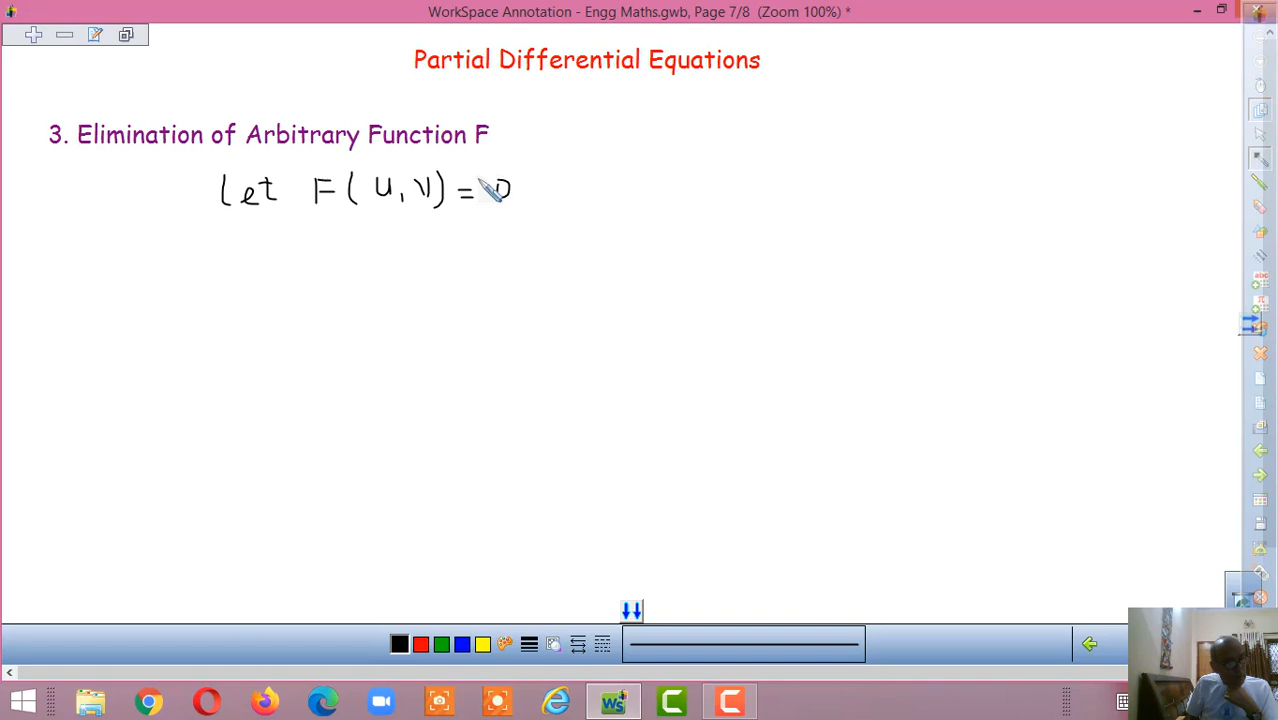 WorkSpace Annotation - Engg Maths.gwb, Page 7/8 (Zoom 100%) *
Partial Differential Equations
3. Elimination of Arbitrary Function F
let F(u,v)=0